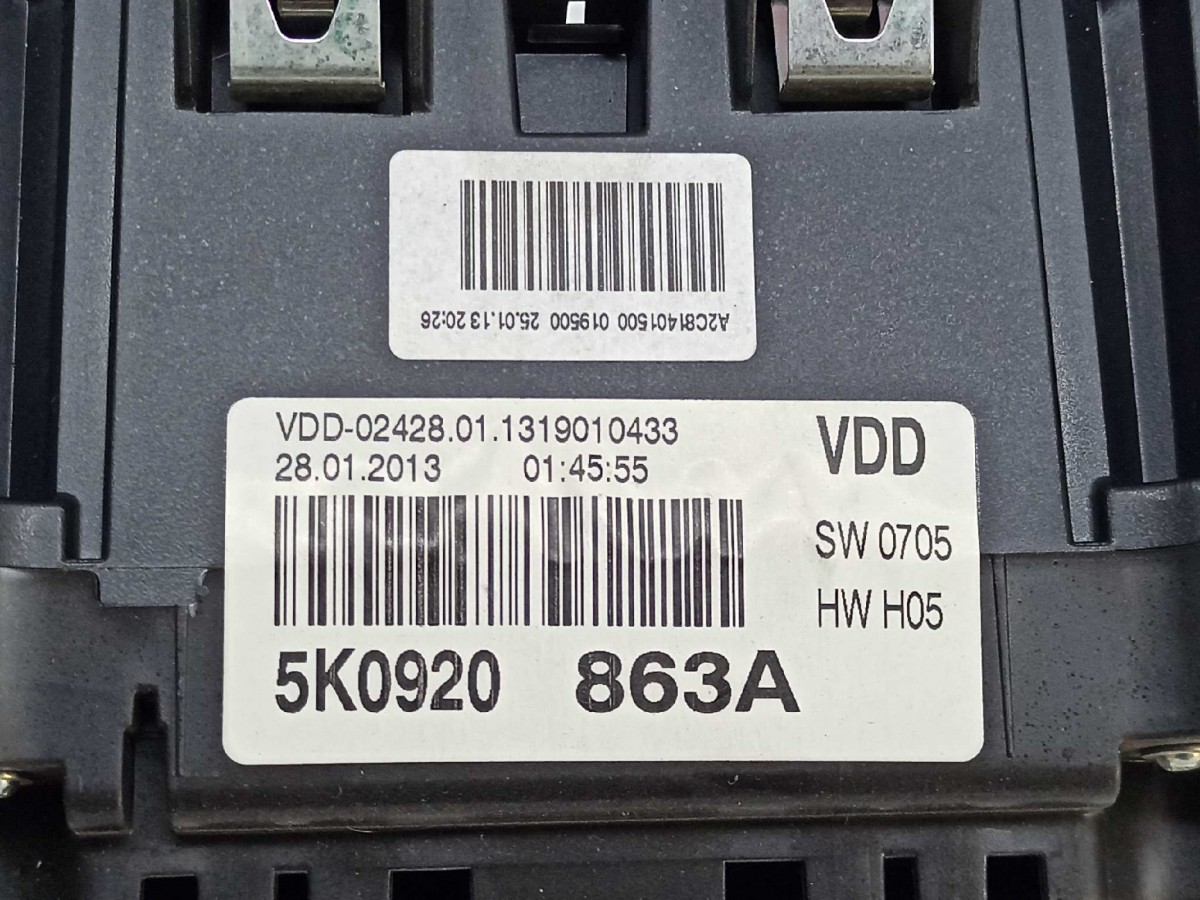 A2C81401500 019500 25.01.13 20:26
VDD-02428.01.1319010433
28.01.2013 01:45:55
VDD
SW 0705
HW H05
5K0920 863A